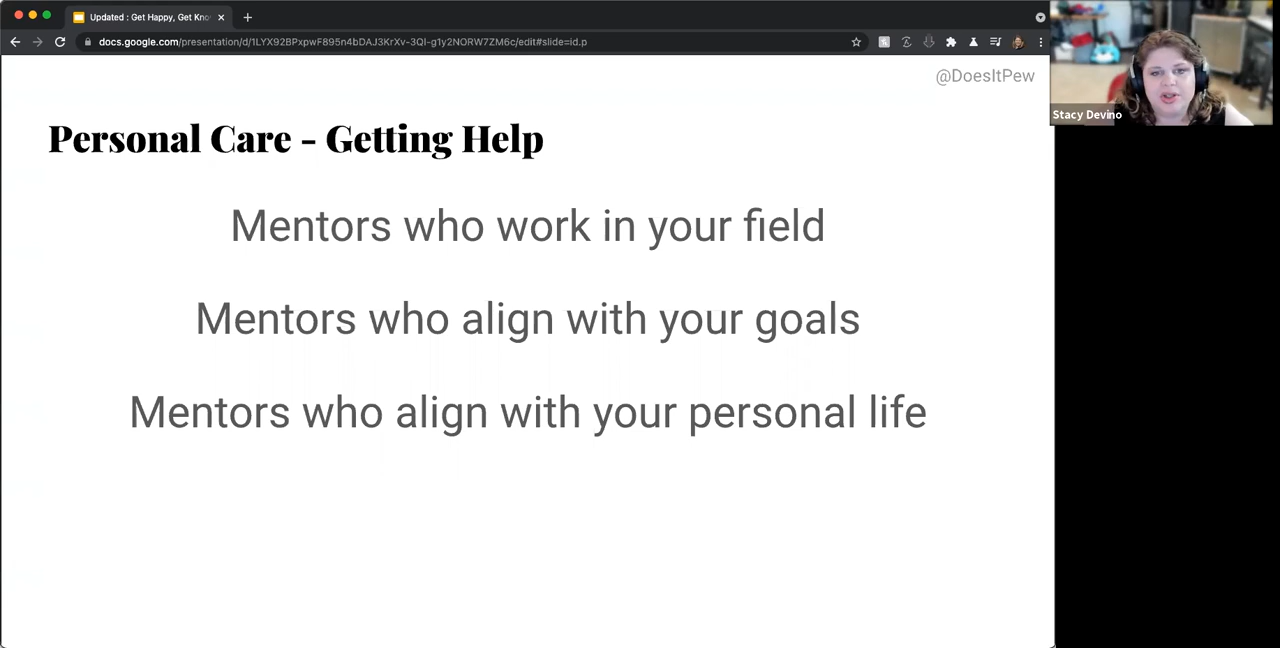 Updated : Get Happy, Get Kno
docs.google.com/presentation/d/1LYX92BPxpwF895n4bDAJ3KrXv-3QI-g1y2NORW7ZM6c/edit#slide=id.p
@DoesItPew
Stacy Devino
Personal Care - Getting Help
Mentors who work in your field
Mentors who align with your goals
Mentors who align with your personal life